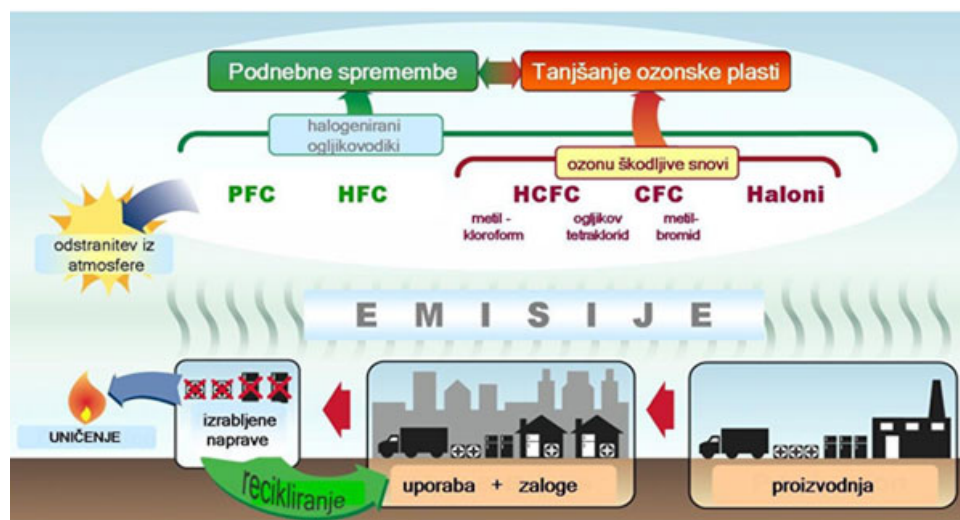 Podnebne spremembe
Tanjšanje ozonske plasti
halogenirani
ogljikovodiki
ozonu škodljive snovi
PFC
HFC
HCFC
CFC
Haloni
metil -
kloroform
ogljikov
tetraklorid
metil-
bromid
odstranitev iz
atmosfere
E M I S I J E
UNIČENJE
izrabljene
naprave
recikliranje
uporaba + zaloge
proizvodnja